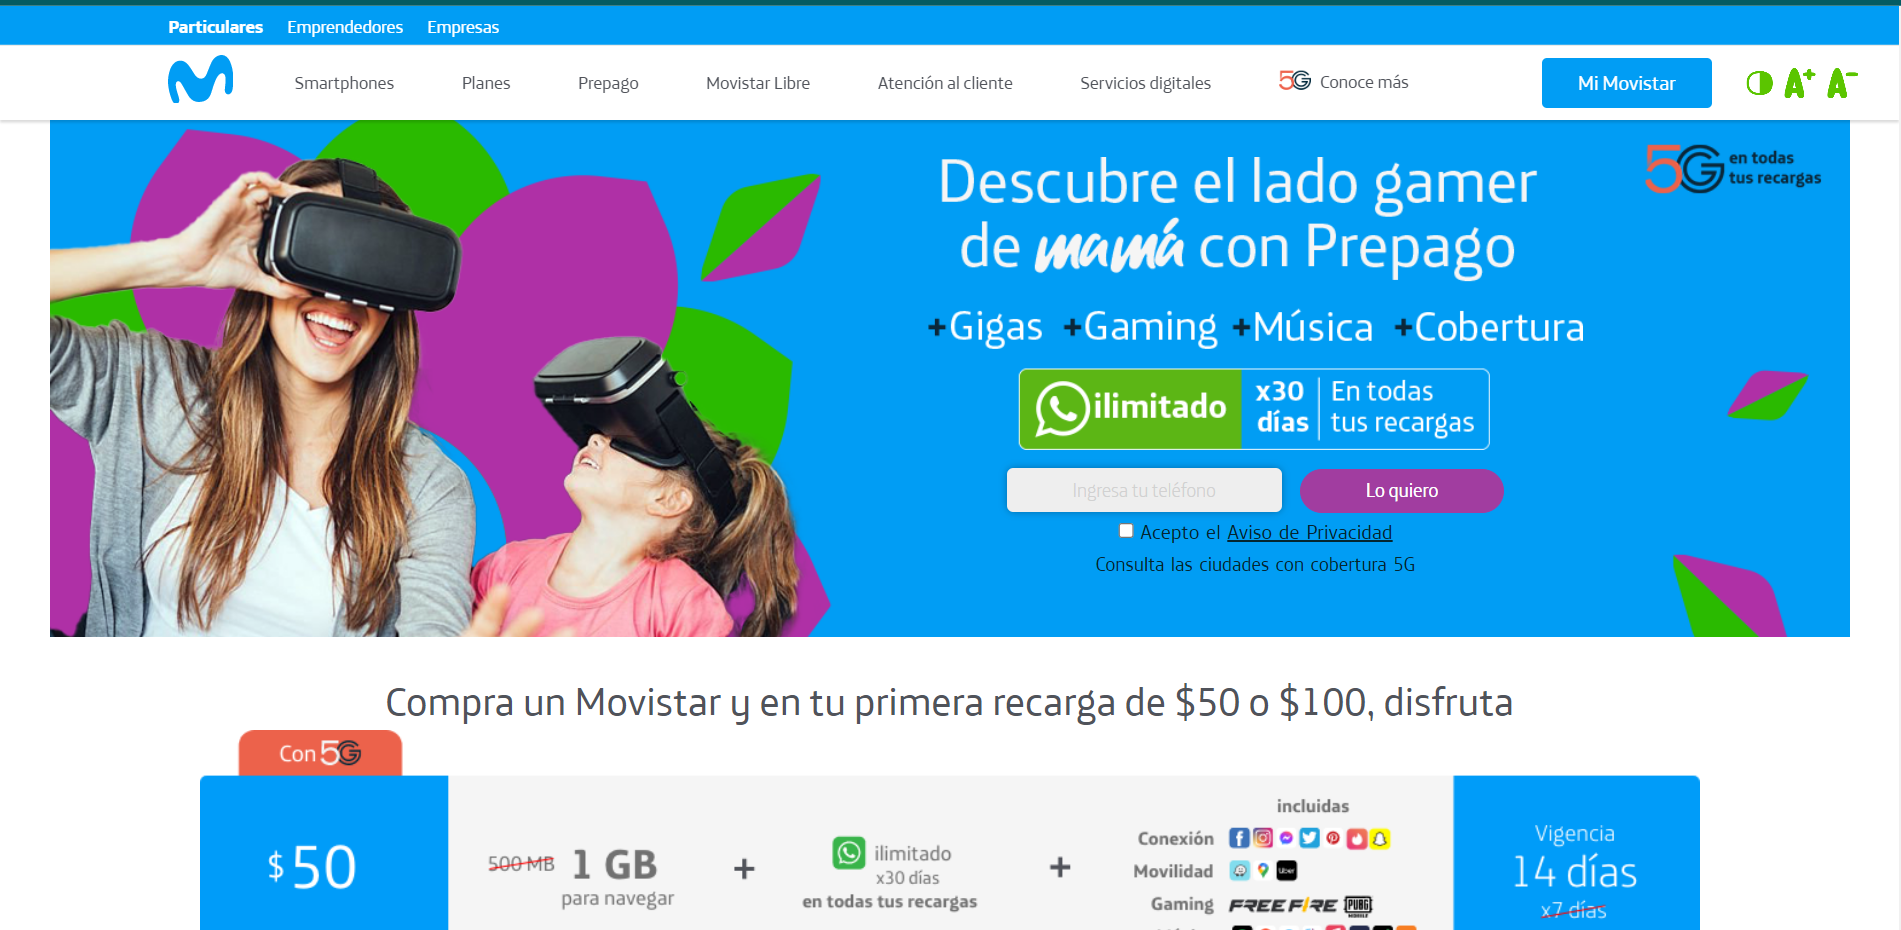 Particulares Emprendedores Empresas
Smartphones Planes Prepago Movistar Libre Atención al cliente Servicios digitales 5G Conoce más Mi Movistar A+ A-
5G en todas
tus recargas
Descubre el lado gamer
de mamá con Prepago
+Gigas +Gaming +Música +Cobertura
ilimitado x30 días En todas tus recargas
Ingresa tu teléfono Lo quiero
Acepto el Aviso de Privacidad
Consulta las ciudades con cobertura 5G
Compra un Movistar y en tu primera recarga de $50 o $100, disfruta
Con 5G
$50
500 MB 1 GB
para navegar
+
ilimitado
x30 días
en todas tus recargas
+
incluidas
Conexión
Movilidad Uber
Gaming FREE FIRE PUBG MOBILE
Vigencia
14 días
x7 días